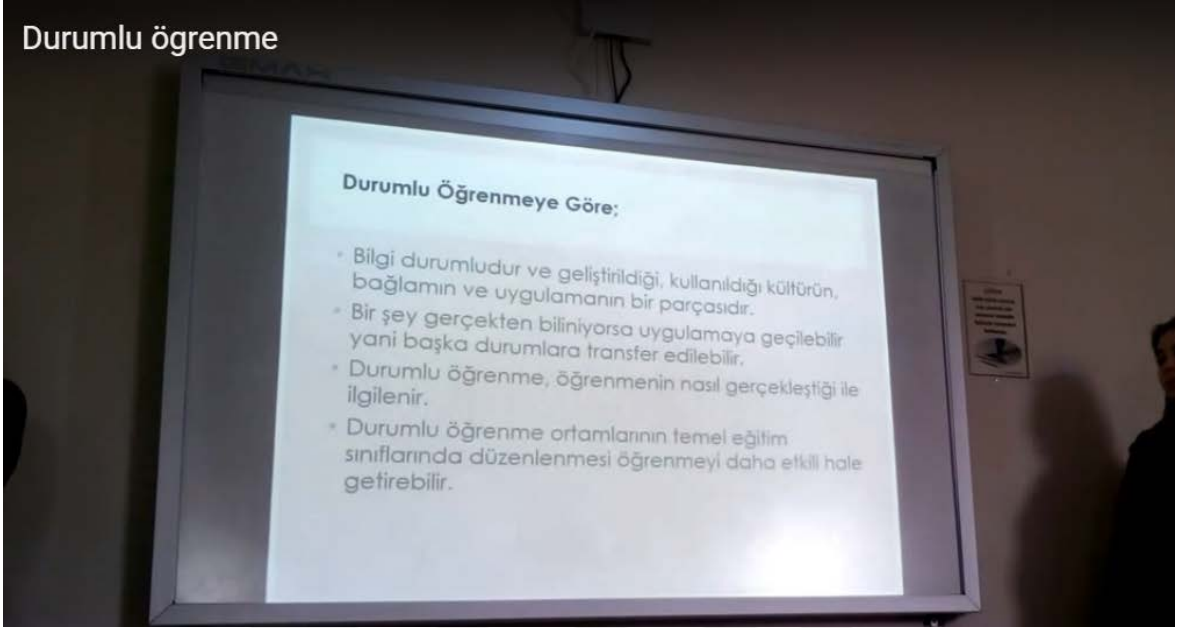 Durumlu ögrenme
Durumlu Öğrenmeye Göre;
• Bilgi durumludur ve geliştirildiği, kullanıldığı kültürün,
bağlamın ve uygulamanın bir parçasıdır.
• Bir şey gerçekten biliniyorsa uygulamaya geçilebilir
yani başka durumlara transfer edilebilir.
• Durumlu öğrenme, öğrenmenin nasıl gerçekleştiği ile
ilgilenir.
• Durumlu öğrenme ortamlarının temel eğitim
sınıflarında düzenlenmesi öğrenmeyi daha etkili hale
getirebilir.